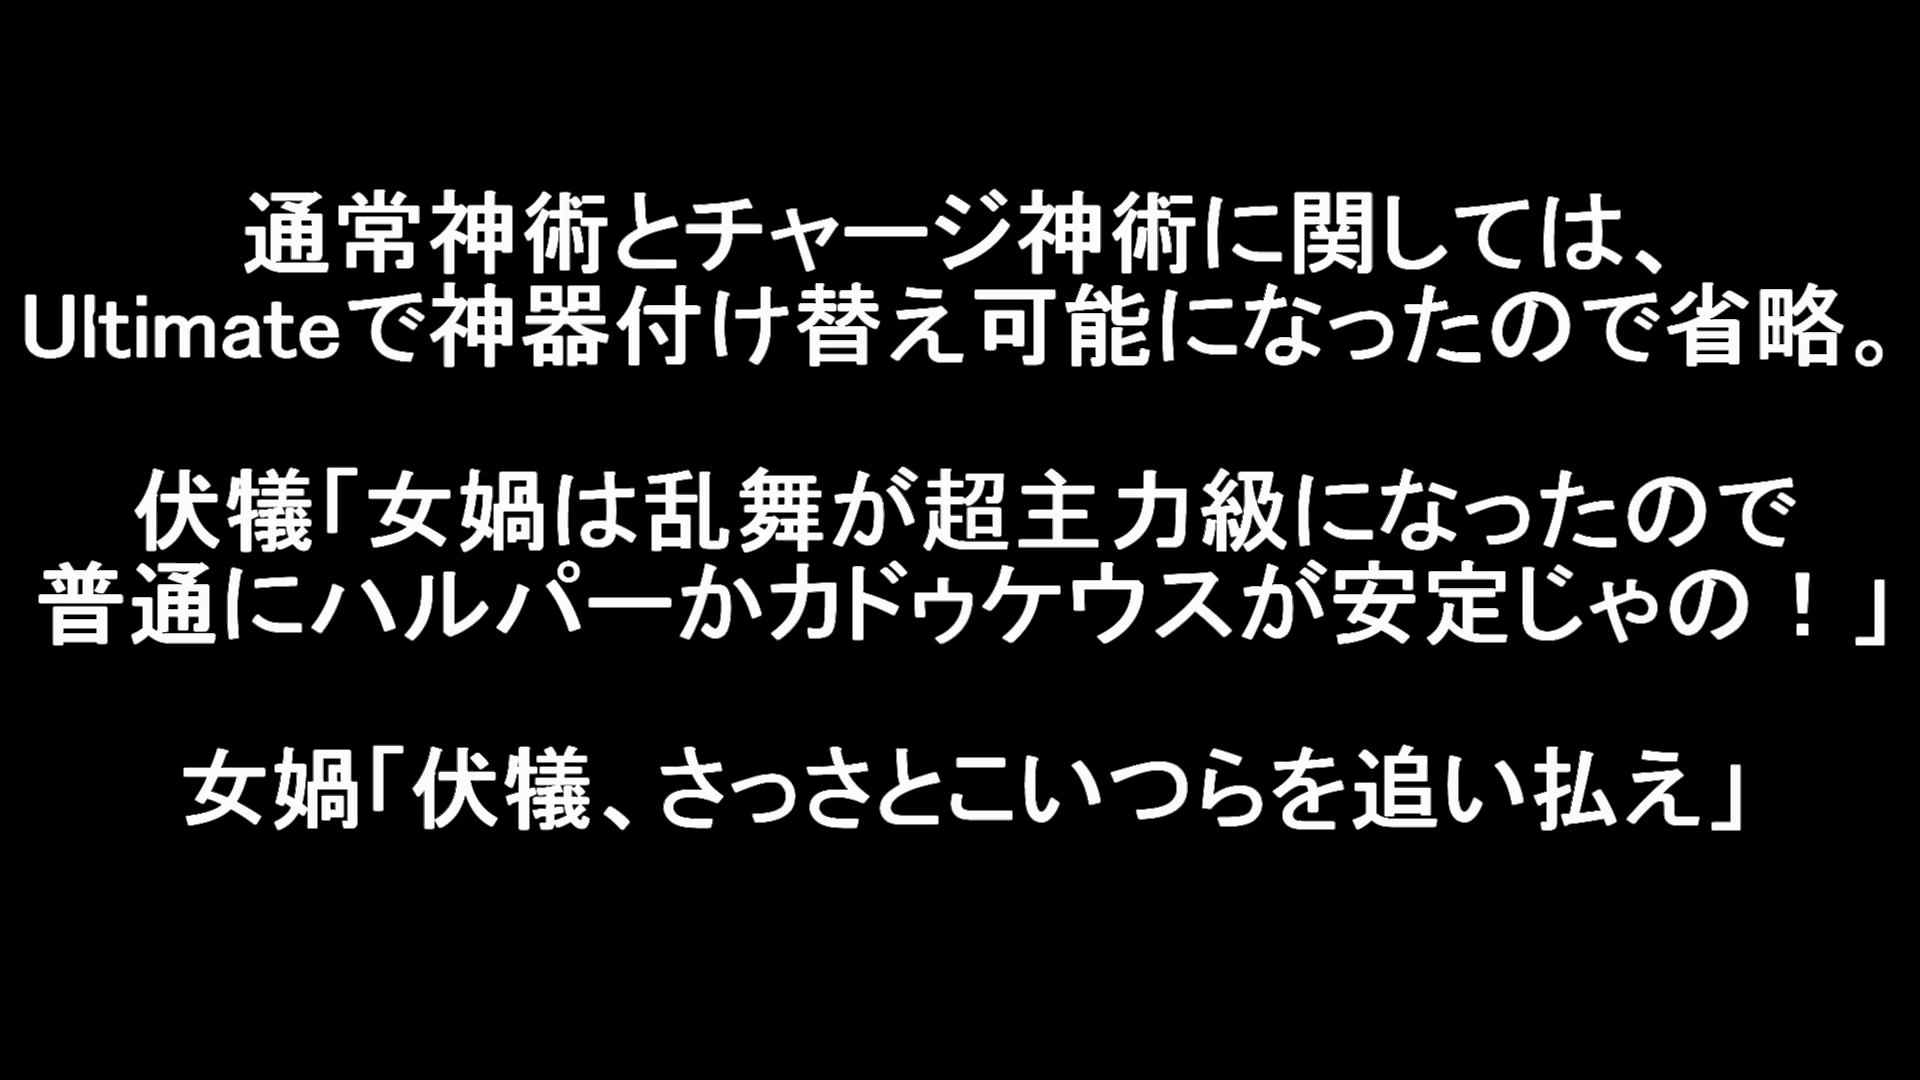 通常神術とチャージ神術に関しては、
Ultimateで神器付け替え可能になったので省略。
伏犠「女媧は乱舞が超主力級になったので
普通にハルパーかカドゥケウスが安定じゃの！」
女媧「伏犠、さっさとこいつらを追い払え」